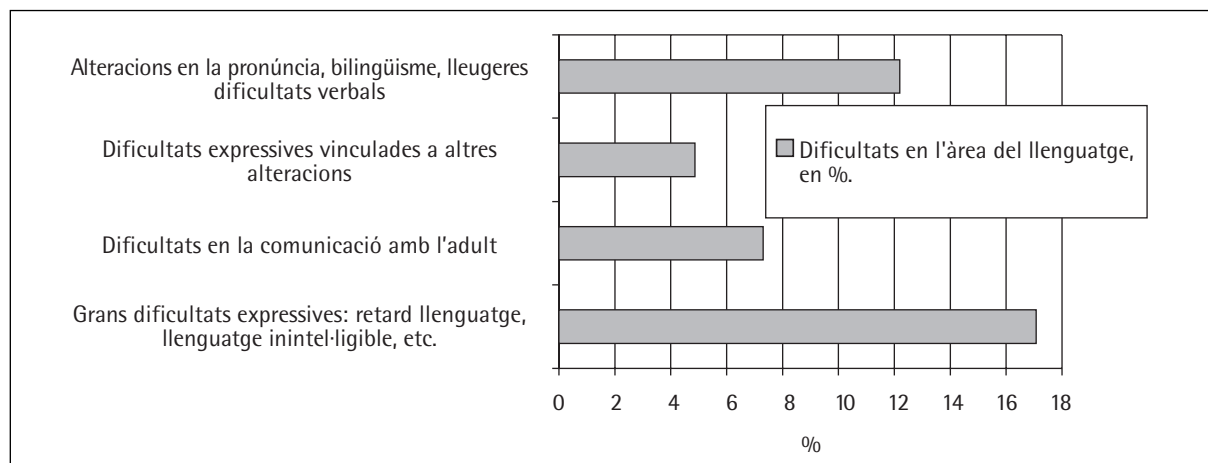 Alteracions en la pronúncia, bilingüisme, lleugeres
dificultats verbals
Dificultats expressives vinculades a altres
alteracions
Dificultats en la comunicació amb l'adult
Grans dificultats expressives: retard llenguatge,
llenguatge inintel·ligible, etc.
Dificultats en l'àrea del llenguatge,
en %.
0 2 4 6 8 10 12 14 16 18
%